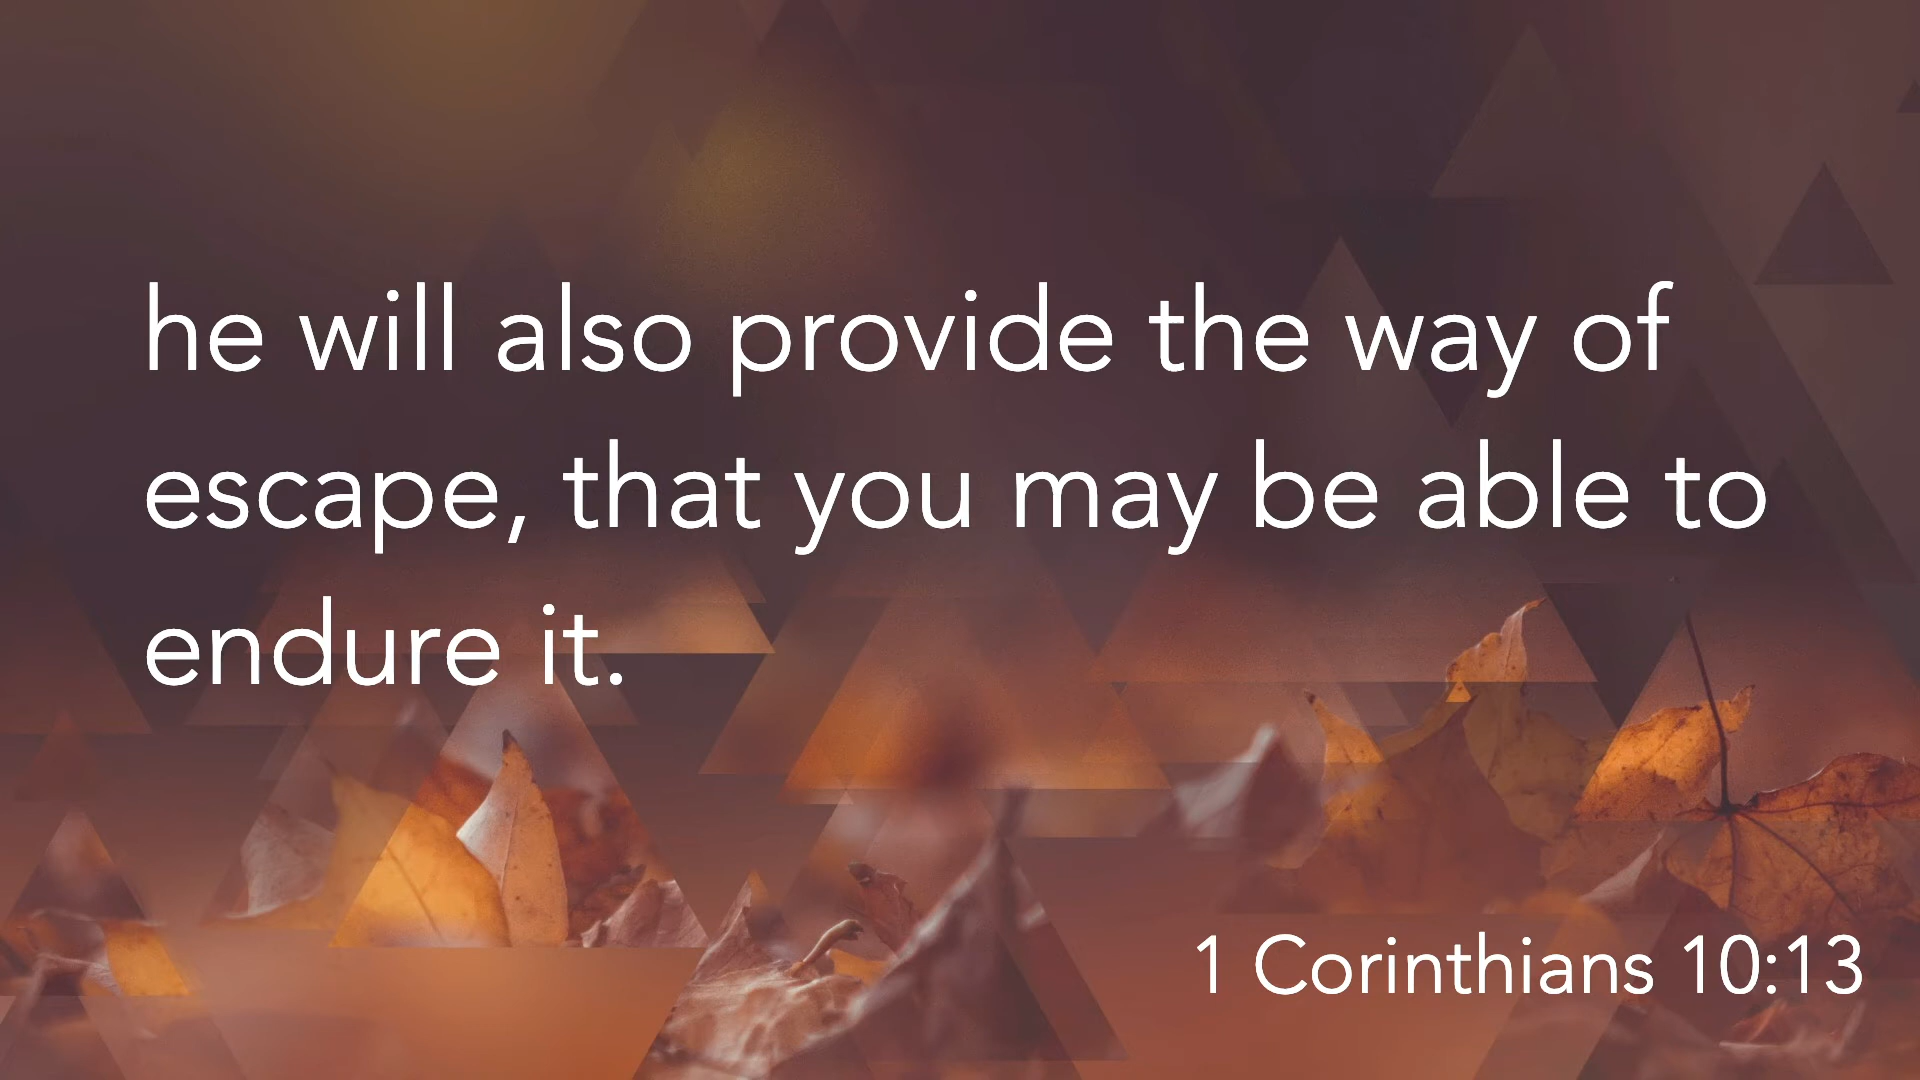 he will also provide the way of
escape, that you may be able to
endure it.
1 Corinthians 10:13